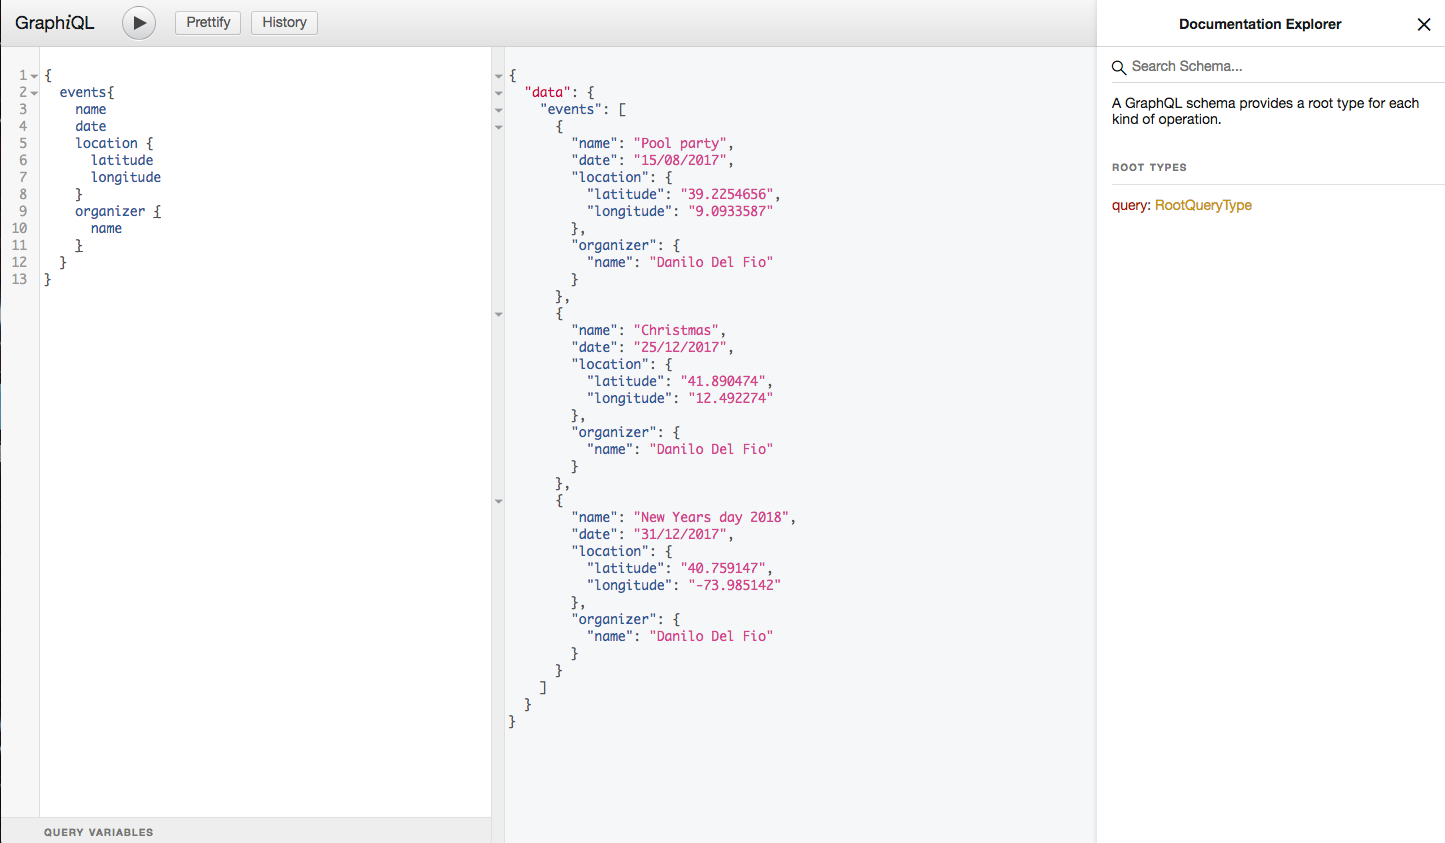 GraphiQL
Prettify
History
1 {
2   events{
3     name
4     date
5     location {
6       latitude
7       longitude
8     }
9     organizer {
10       name
11     }
12   }
13 }
QUERY VARIABLES
{
  "data": {
    "events": [
      {
        "name": "Pool party",
        "date": "15/08/2017",
        "location": {
          "latitude": "39.2254656",
          "longitude": "9.0933587"
        },
        "organizer": {
          "name": "Danilo Del Fio"
        }
      },
      {
        "name": "Christmas",
        "date": "25/12/2017",
        "location": {
          "latitude": "41.890474",
          "longitude": "12.492274"
        },
        "organizer": {
          "name": "Danilo Del Fio"
        }
      },
      {
        "name": "New Years day 2018",
        "date": "31/12/2017",
        "location": {
          "latitude": "40.759147",
          "longitude": "-73.985142"
        },
        "organizer": {
          "name": "Danilo Del Fio"
        }
      }
    ]
  }
}
Documentation Explorer
Search Schema...
A GraphQL schema provides a root type for each
kind of operation.
ROOT TYPES
query: RootQueryType